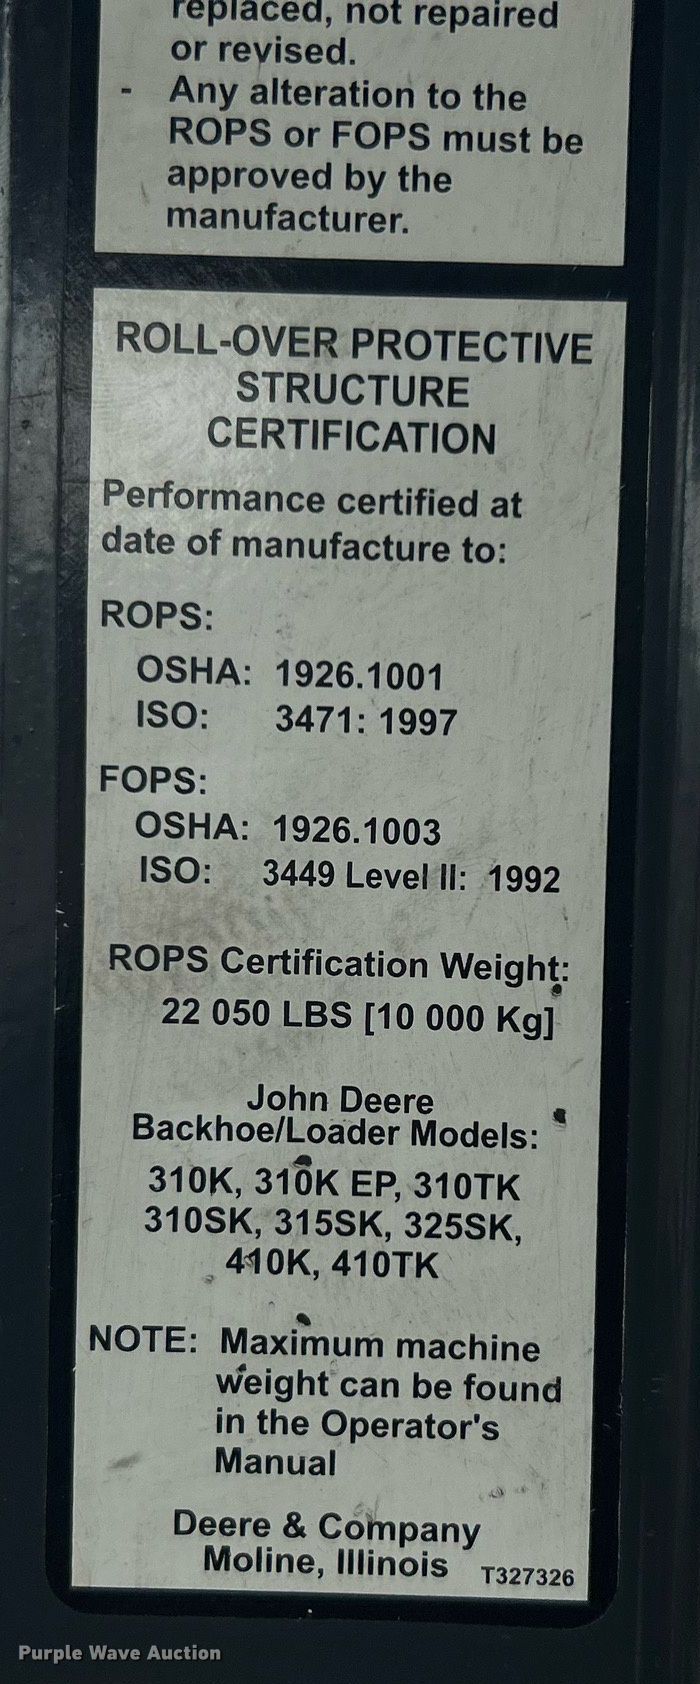 replaced, not repaired
or revised.
- Any alteration to the
ROPS or FOPS must be
approved by the
manufacturer.
ROLL-OVER PROTECTIVE
STRUCTURE
CERTIFICATION
Performance certified at
date of manufacture to:
ROPS:
OSHA: 1926.1001
ISO: 3471: 1997
FOPS:
OSHA: 1926.1003
ISO: 3449 Level II: 1992
ROPS Certification Weight:
22 050 LBS [10 000 Kg]
John Deere
Backhoe/Loader Models:
310K, 310K EP, 310TK
310SK, 315SK, 325SK,
410K, 410TK
NOTE: Maximum machine
weight can be found
in the Operator's
Manual
Deere & Company
Moline, Illinois T327326
Purple Wave Auction